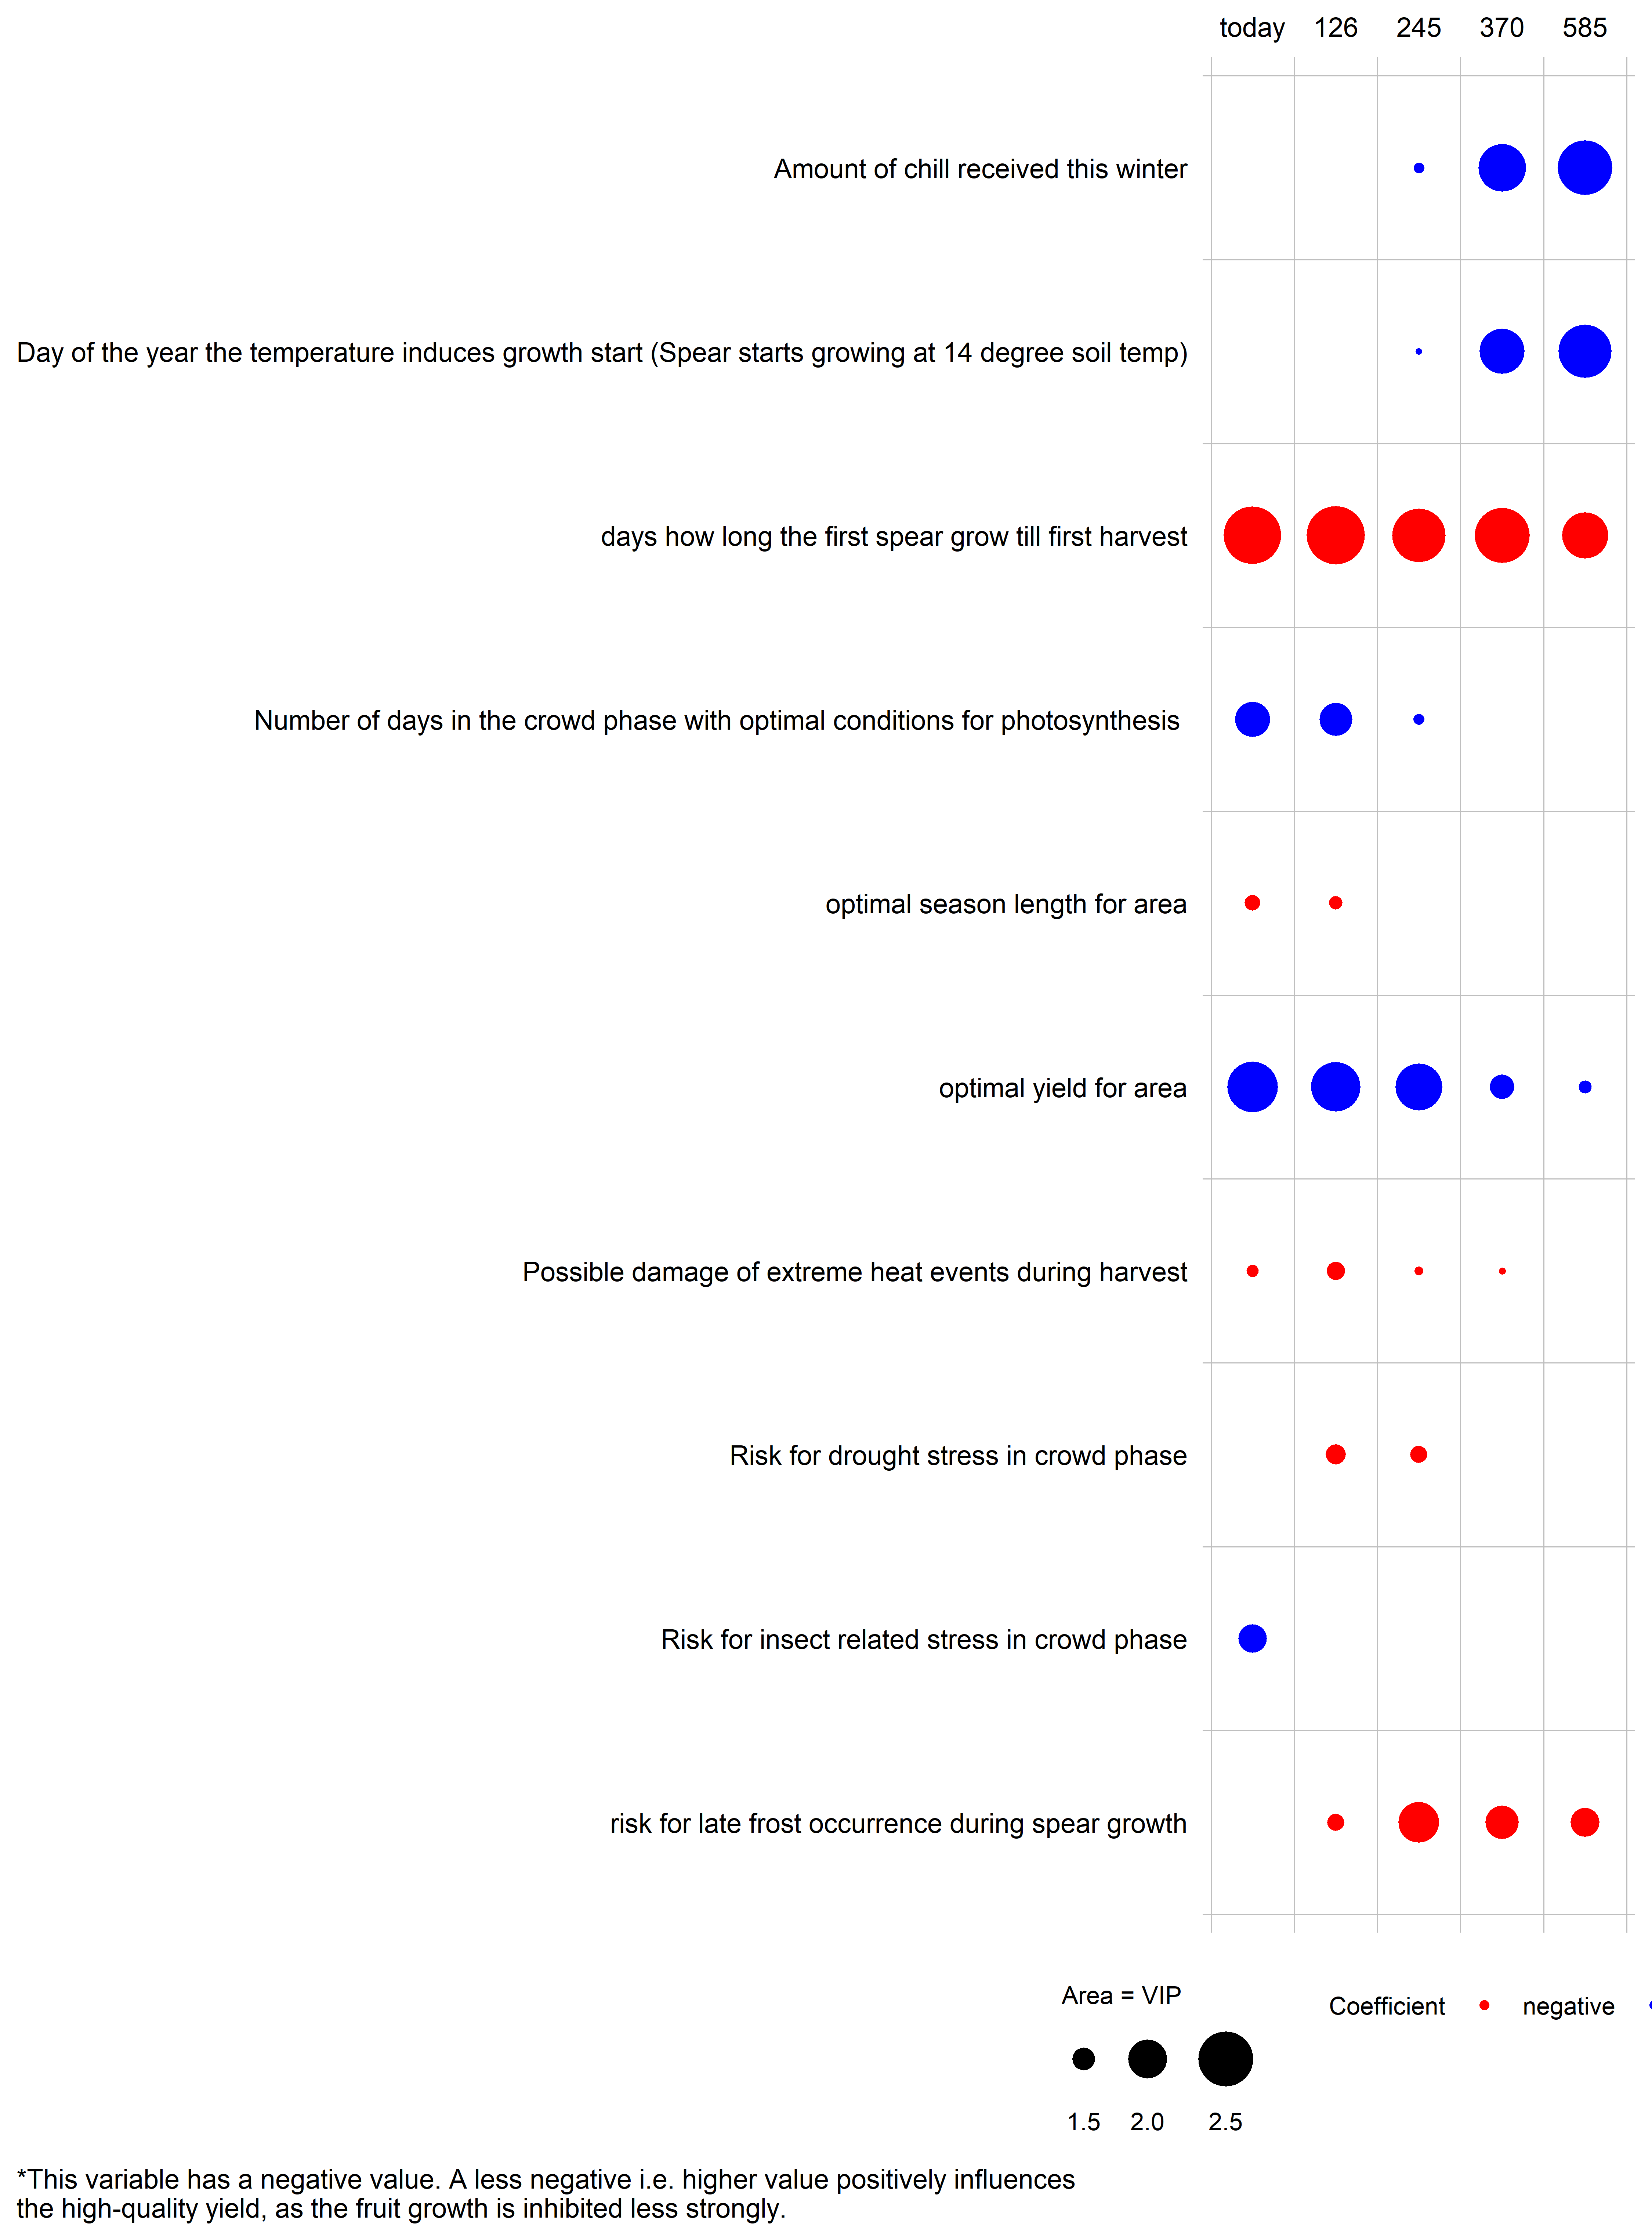 today 126 245 370 585
Amount of chill received this winter
Day of the year the temperature induces growth start (Spear starts growing at 14 degree soil temp)
days how long the first spear grow till first harvest
Number of days in the crowd phase with optimal conditions for photosynthesis
optimal season length for area
optimal yield for area
Possible damage of extreme heat events during harvest
Risk for drought stress in crowd phase
Risk for insect related stress in crowd phase
risk for late frost occurrence during spear growth
Area = VIP
Coefficient negative
1.5 2.0 2.5
*This variable has a negative value. A less negative i.e. higher value positively influences
the high-quality yield, as the fruit growth is inhibited less strongly.